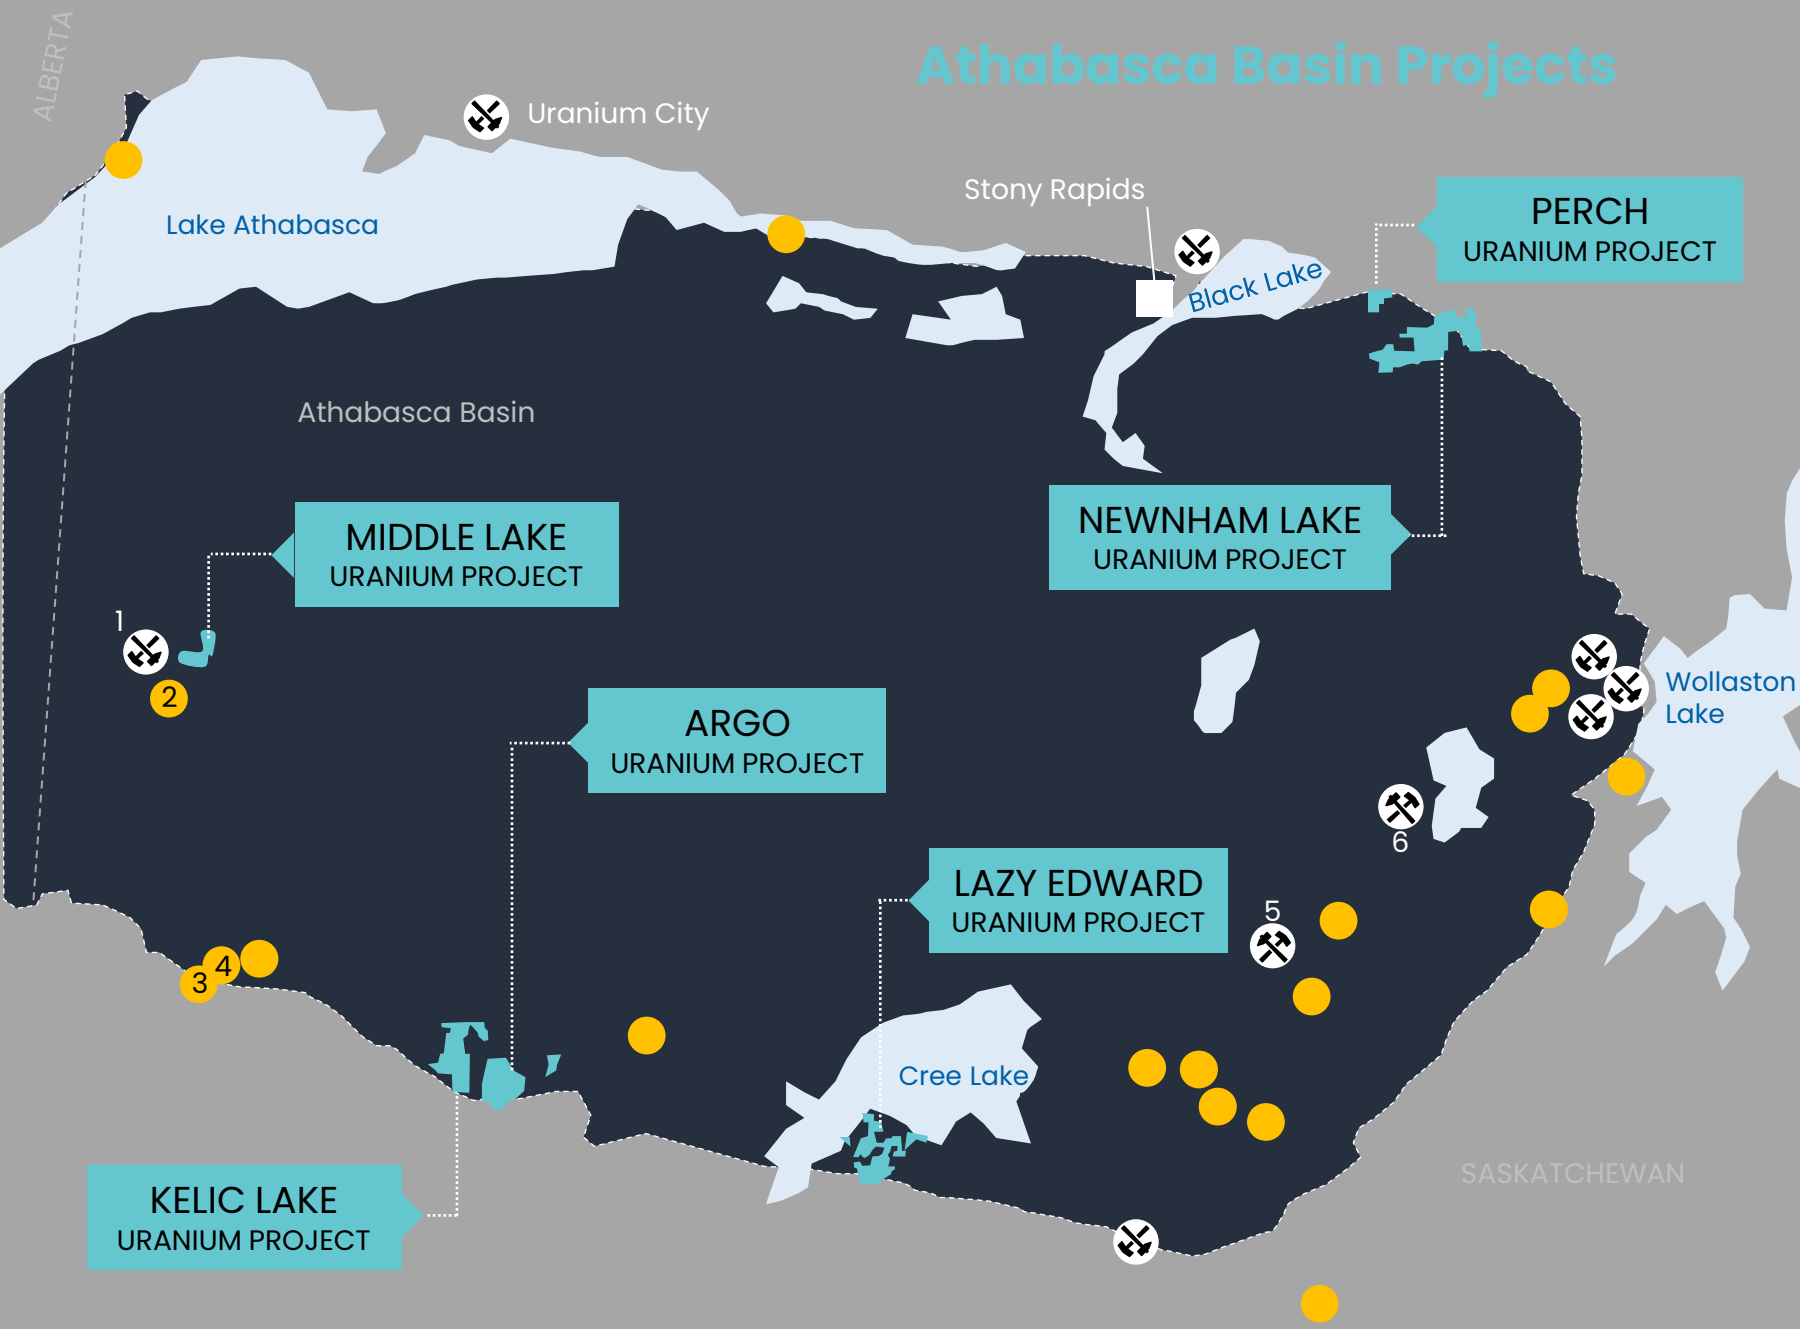 ALBERTA
Athabasca Basin Projects
Uranium City
Stony Rapids
PERCH
URANIUM PROJECT
Lake Athabasca
Black Lake
Athabasca Basin
MIDDLE LAKE
URANIUM PROJECT
NEWNHAM LAKE
URANIUM PROJECT
1
2
ARGO
URANIUM PROJECT
Wollaston
Lake
6
LAZY EDWARD
URANIUM PROJECT
5
4
3
Cree Lake
SASKATCHEWAN
KELIC LAKE
URANIUM PROJECT